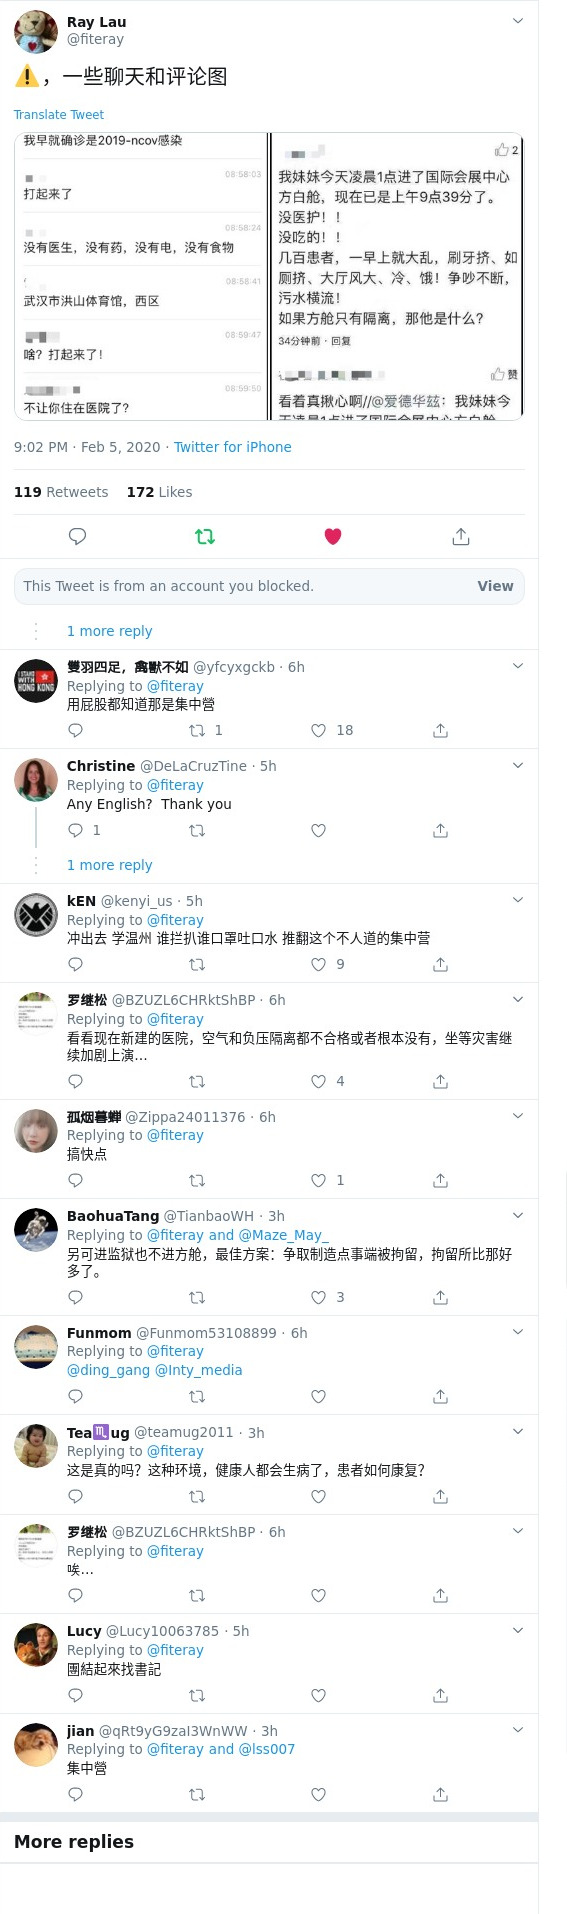 Ray Lau
@fiteray
⚠️，一些聊天和评论图
Translate Tweet
我早就确诊是2019-ncov感染
08:58:03
打起来了
08:58:24
没有医生，没有药，没有电，没有食物
08:58:41
武汉市洪山体育馆，西区
08:59:47
啥？打起来了！
08:59:50
不让你住在医院了？
2
我妹妹今天凌晨1点进了国际会展中心
方白舱，现在已是上午9点39分了。
没医护！！
没吃的！！
几百患者，一早上就大乱，刷牙挤、如
厕挤、大厅风大、冷、饿！争吵不断，
污水横流！
如果方舱只有隔离，那他是什么？
34分钟前 · 回复
赞
看着真揪心啊//@爱德华兹：我妹妹今
天凌晨1点进了国际会展中心方白舱
9:02 PM · Feb 5, 2020 · Twitter for iPhone
119 Retweets 172 Likes
This Tweet is from an account you blocked. View
1 more reply
雙羽四足，禽獸不如 @yfcyxgckb · 6h
Replying to @fiteray
用屁股都知道那是集中營
1 18
Christine @DeLaCruzTine · 5h
Replying to @fiteray
Any English? Thank you
1
1 more reply
kEN @kenyi_us · 5h
Replying to @fiteray
冲出去 学温州 谁拦扒谁口罩吐口水 推翻这个不人道的集中营
9
罗继松 @BZUZL6CHRktShBP · 6h
Replying to @fiteray
看看现在新建的医院，空气和负压隔离都不合格或者根本没有，坐等灾害继
续加剧上演…
4
孤烟暮蝉 @Zippa24011376 · 6h
Replying to @fiteray
搞快点
1
BaohuaTang @TianbaoWH · 3h
Replying to @fiteray and @Maze_May_
另可进监狱也不进方舱，最佳方案：争取制造点事端被拘留，拘留所比那好
多了。
3
Funmom @Funmom53108899 · 6h
Replying to @fiteray
@ding_gang @Inty_media
Tea♏ug @teamug2011 · 3h
Replying to @fiteray
这是真的吗？这种环境，健康人都会生病了，患者如何康复？
罗继松 @BZUZL6CHRktShBP · 6h
Replying to @fiteray
唉…
Lucy @Lucy10063785 · 5h
Replying to @fiteray
團結起來找書記
jian @qRt9yG9zaI3WnWW · 3h
Replying to @fiteray and @lss007
集中營
More replies